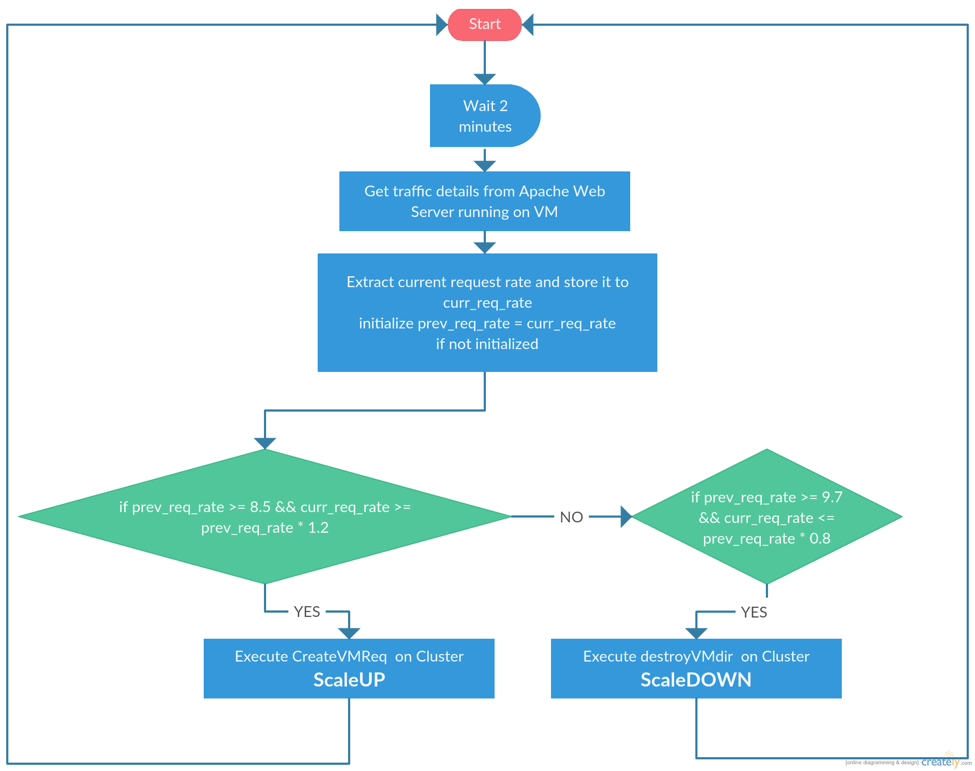 Start
Wait 2
minutes
Get traffic details from Apache Web
Server running on VM
Extract current request rate and store it to
curr_req_rate
initialize prev_req_rate = curr_req_rate
if not initialized
if prev_req_rate >= 8.5 && curr_req_rate >=
prev_req_rate * 1.2
NO
if prev_req_rate >= 9.7
&& curr_req_rate <=
prev_req_rate * 0.8
YES
YES
Execute CreateVMReq  on Cluster
ScaleUP
Execute destroyVMdir  on Cluster
ScaleDOWN
[online diagramming & design] creately.com